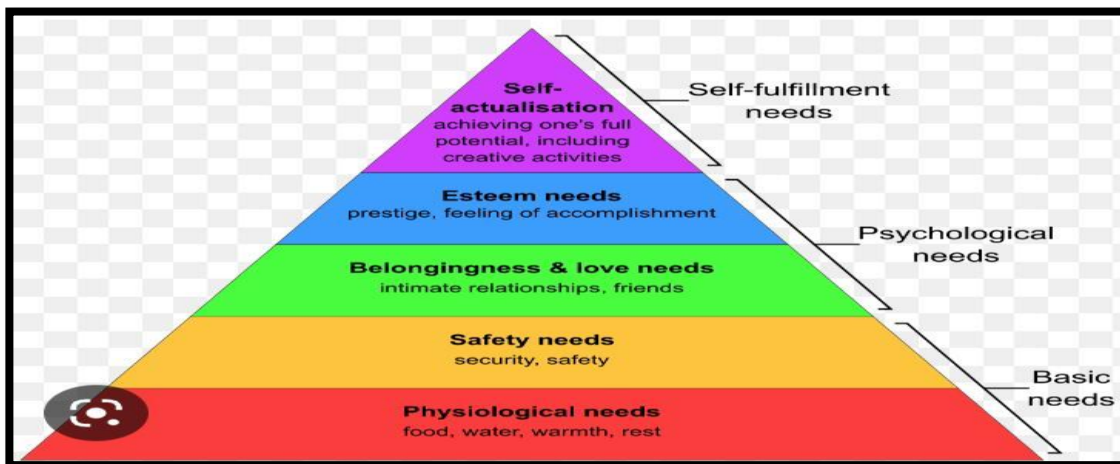 Self-
actualisation
achieving one's full
potential, including
creative activities
Self-fulfillment
needs
Esteem needs
prestige, feeling of accomplishment
Psychological
needs
Belongingness & love needs
intimate relationships, friends
Safety needs
security, safety
Basic
needs
Physiological needs
food, water, warmth, rest